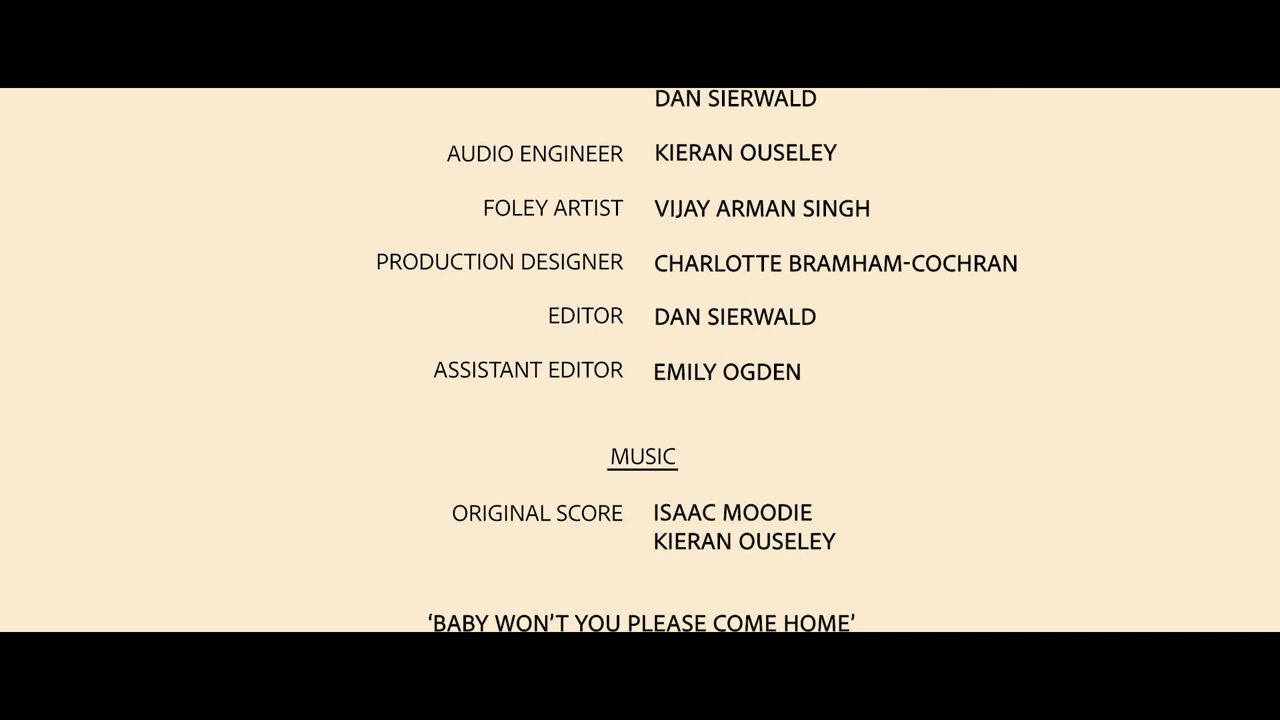 DAN SIERWALD
AUDIO ENGINEER KIERAN OUSELEY
FOLEY ARTIST VIJAY ARMAN SINGH
PRODUCTION DESIGNER CHARLOTTE BRAMHAM-COCHRAN
EDITOR DAN SIERWALD
ASSISTANT EDITOR EMILY OGDEN
MUSIC
ORIGINAL SCORE ISAAC MOODIE
KIERAN OUSELEY
‘BABY WON’T YOU PLEASE COME HOME’